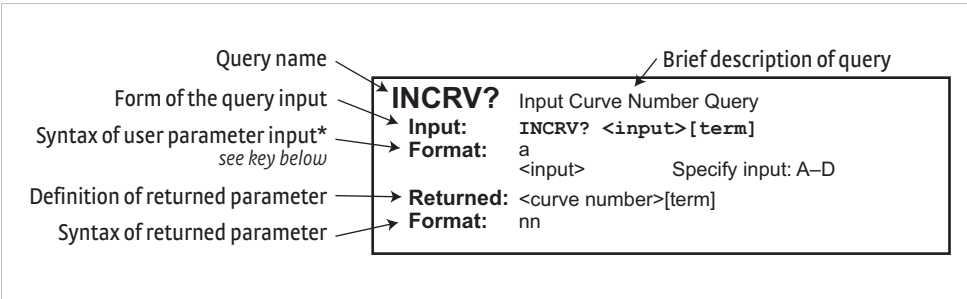 Query name
Brief description of query
INCRV? Input Curve Number Query
Form of the query input
Input: INCRV? <input>[term]
Syntax of user parameter input*
see key below
Format: a
<input> Specify input: A–D
Definition of returned parameter
Returned: <curve number>[term]
Syntax of returned parameter
Format: nn